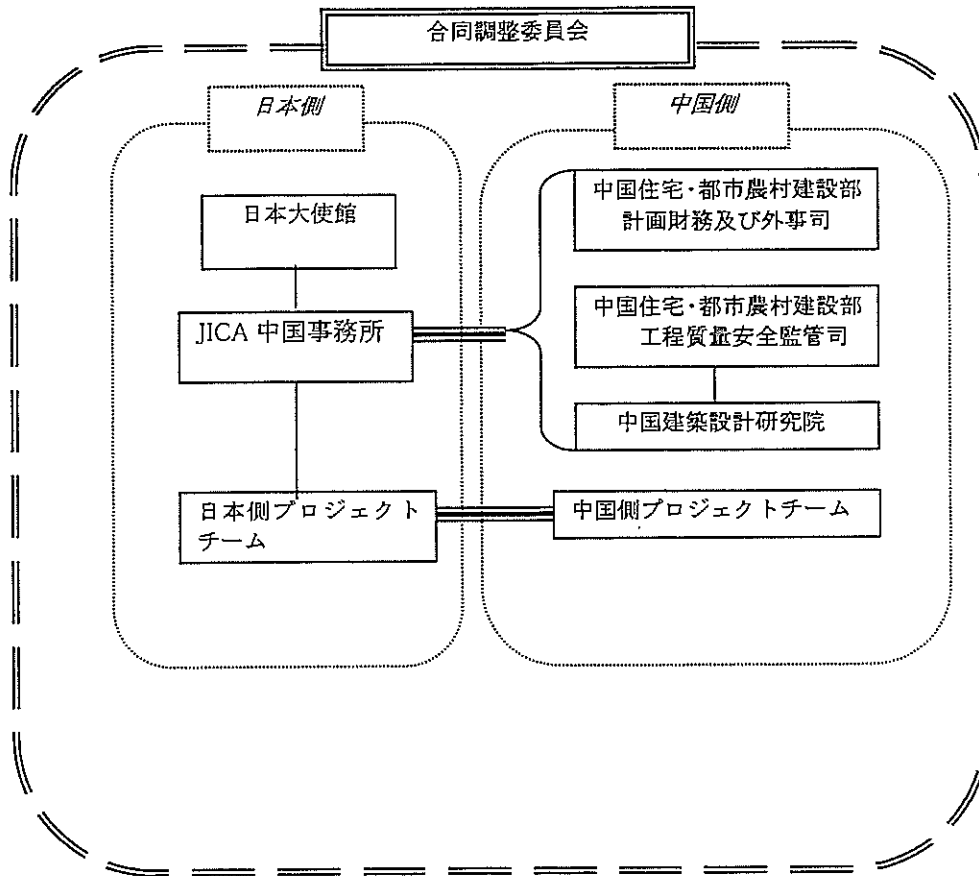 合同調整委員会
日本側
中国側
日本大使館
JICA 中国事務所
日本側プロジェクト
チーム
中国住宅・都市農村建設部
計画財務及び外事司
中国住宅・都市農村建設部
工程質量安全監管司
中国建築設計研究院
中国側プロジェクトチーム